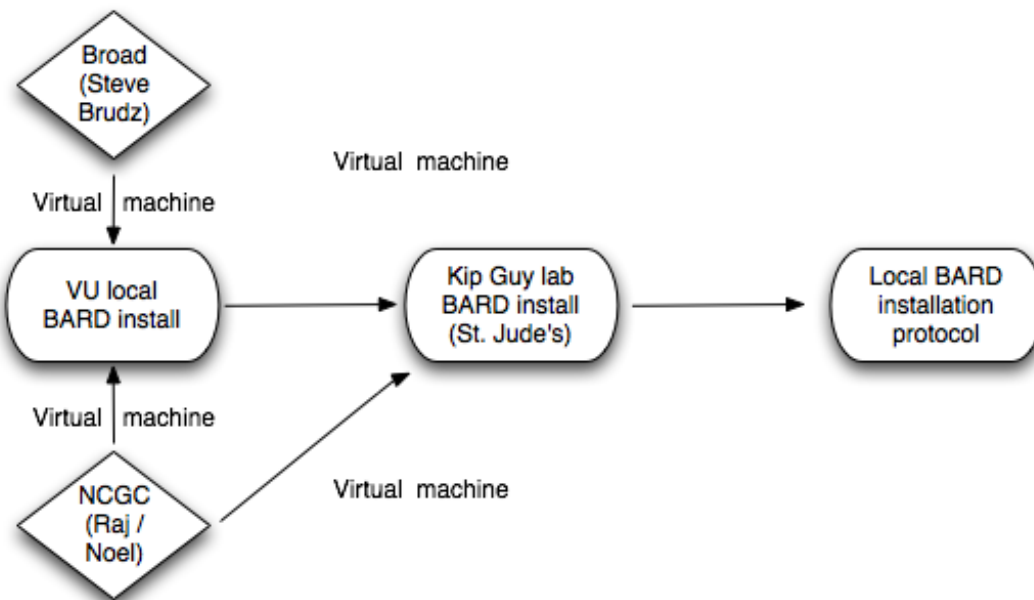 Broad
(Steve
Brudz)
Virtual machine
Virtual machine
VU local
BARD install
Kip Guy lab
BARD install
(St. Jude's)
Local BARD
installation
protocol
Virtual machine
NCGC
(Raj /
Noel)
Virtual machine